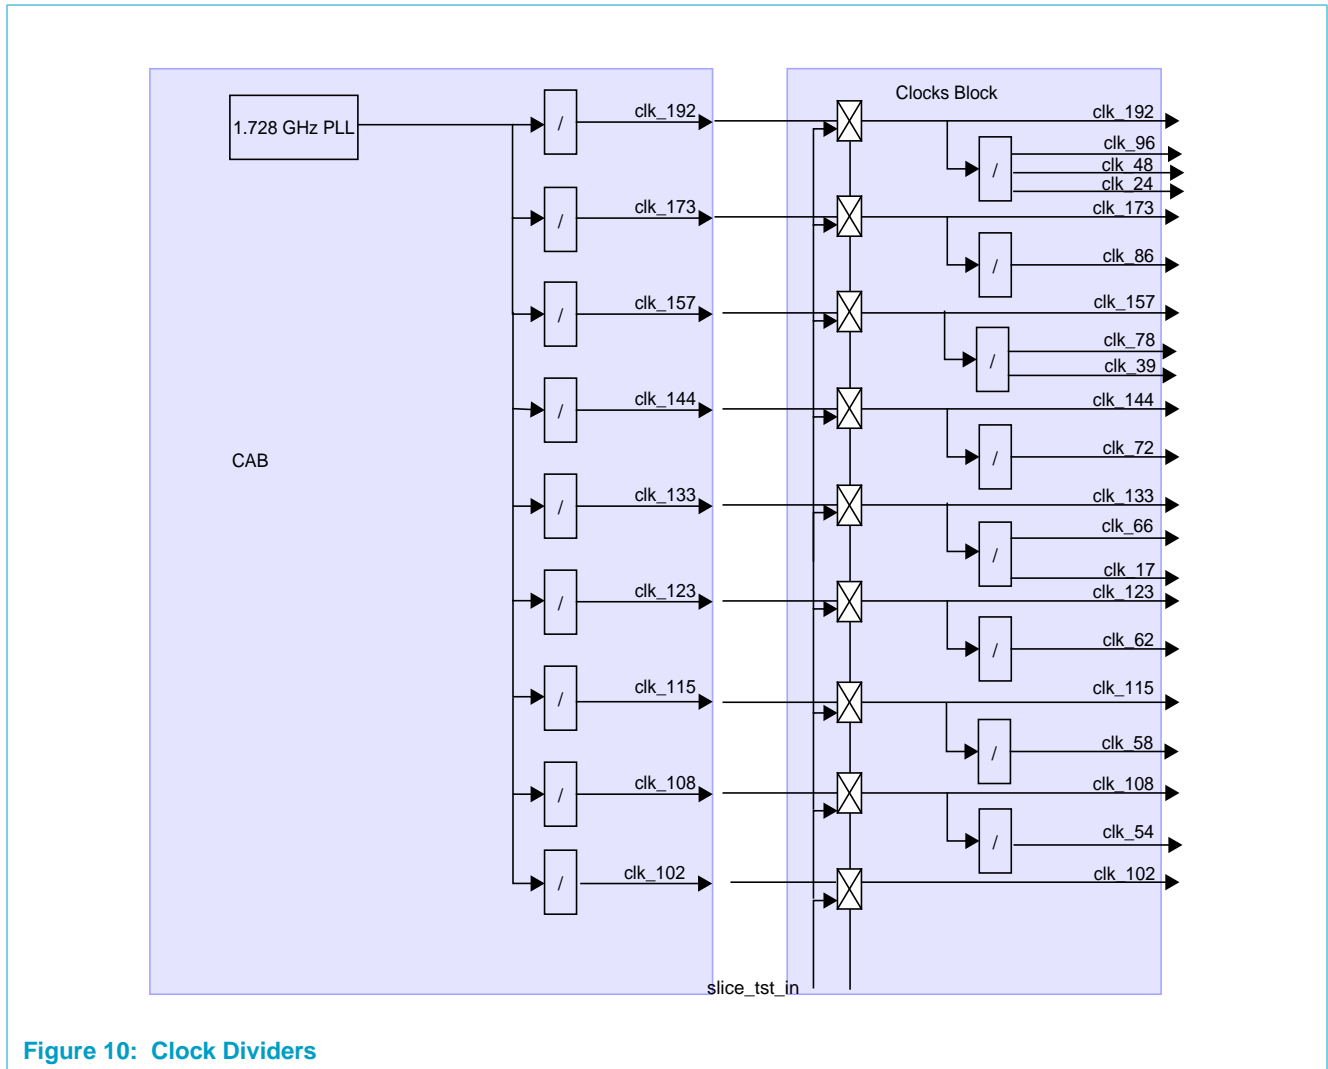 Clocks Block
1.728 GHz PLL
CAB
/
clk_192
/
clk_173
/
clk_157
/
clk_144
/
clk_133
/
clk_123
/
clk_115
/
clk_108
/
clk_102
clk_192
/
clk_96
clk_48
clk_24
clk_173
/
clk_86
clk_157
/
clk_78
clk_39
clk_144
/
clk_72
clk_133
/
clk_66
clk_17
clk_123
/
clk_62
clk_115
/
clk_58
clk_108
/
clk_54
clk_102
slice_tst_in
Figure 10: Clock Dividers